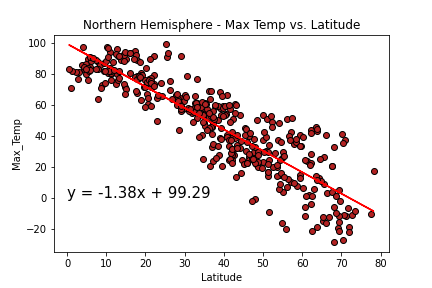 Northern Hemisphere - Max Temp vs. Latitude
100
80
60
40
20
0
−20
Max_Temp
y = -1.38x + 99.29
0 10 20 30 40 50 60 70 80
Latitude